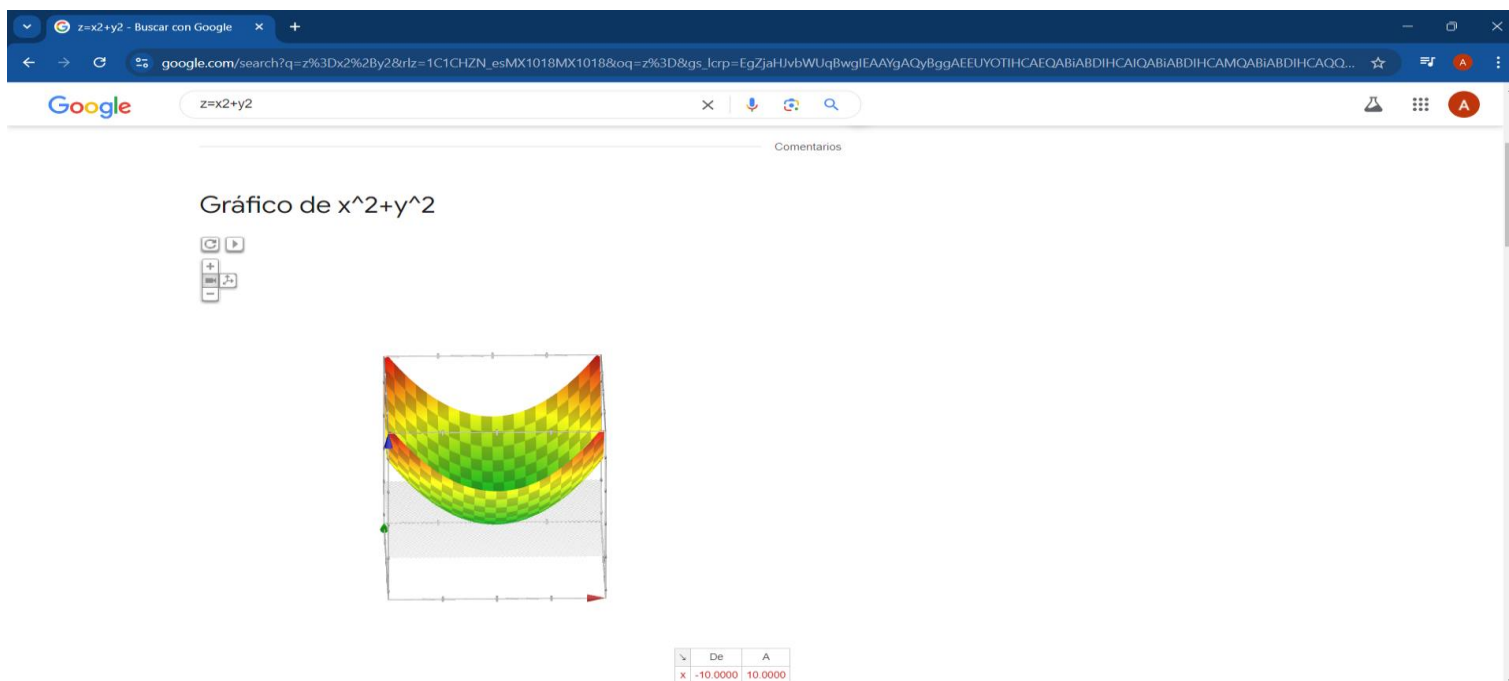 z=x2+y2 - Buscar con Google
google.com/search?q=z%3Dx2%2By2&rlz=1C1CHZN_esMX1018MX1018&oq=z%3D&gs_lcrp=EgZjaHJvbWUqBwgIEAAYgAQyBggAEEUYOTIHCAEQABiABDIHCAIQABiABDIHCAMQABiABDIHCAQQ...
A
Google
z=x2+y2
A
Comentarios
Gráfico de x^2+y^2
De A
x -10.0000 10.0000